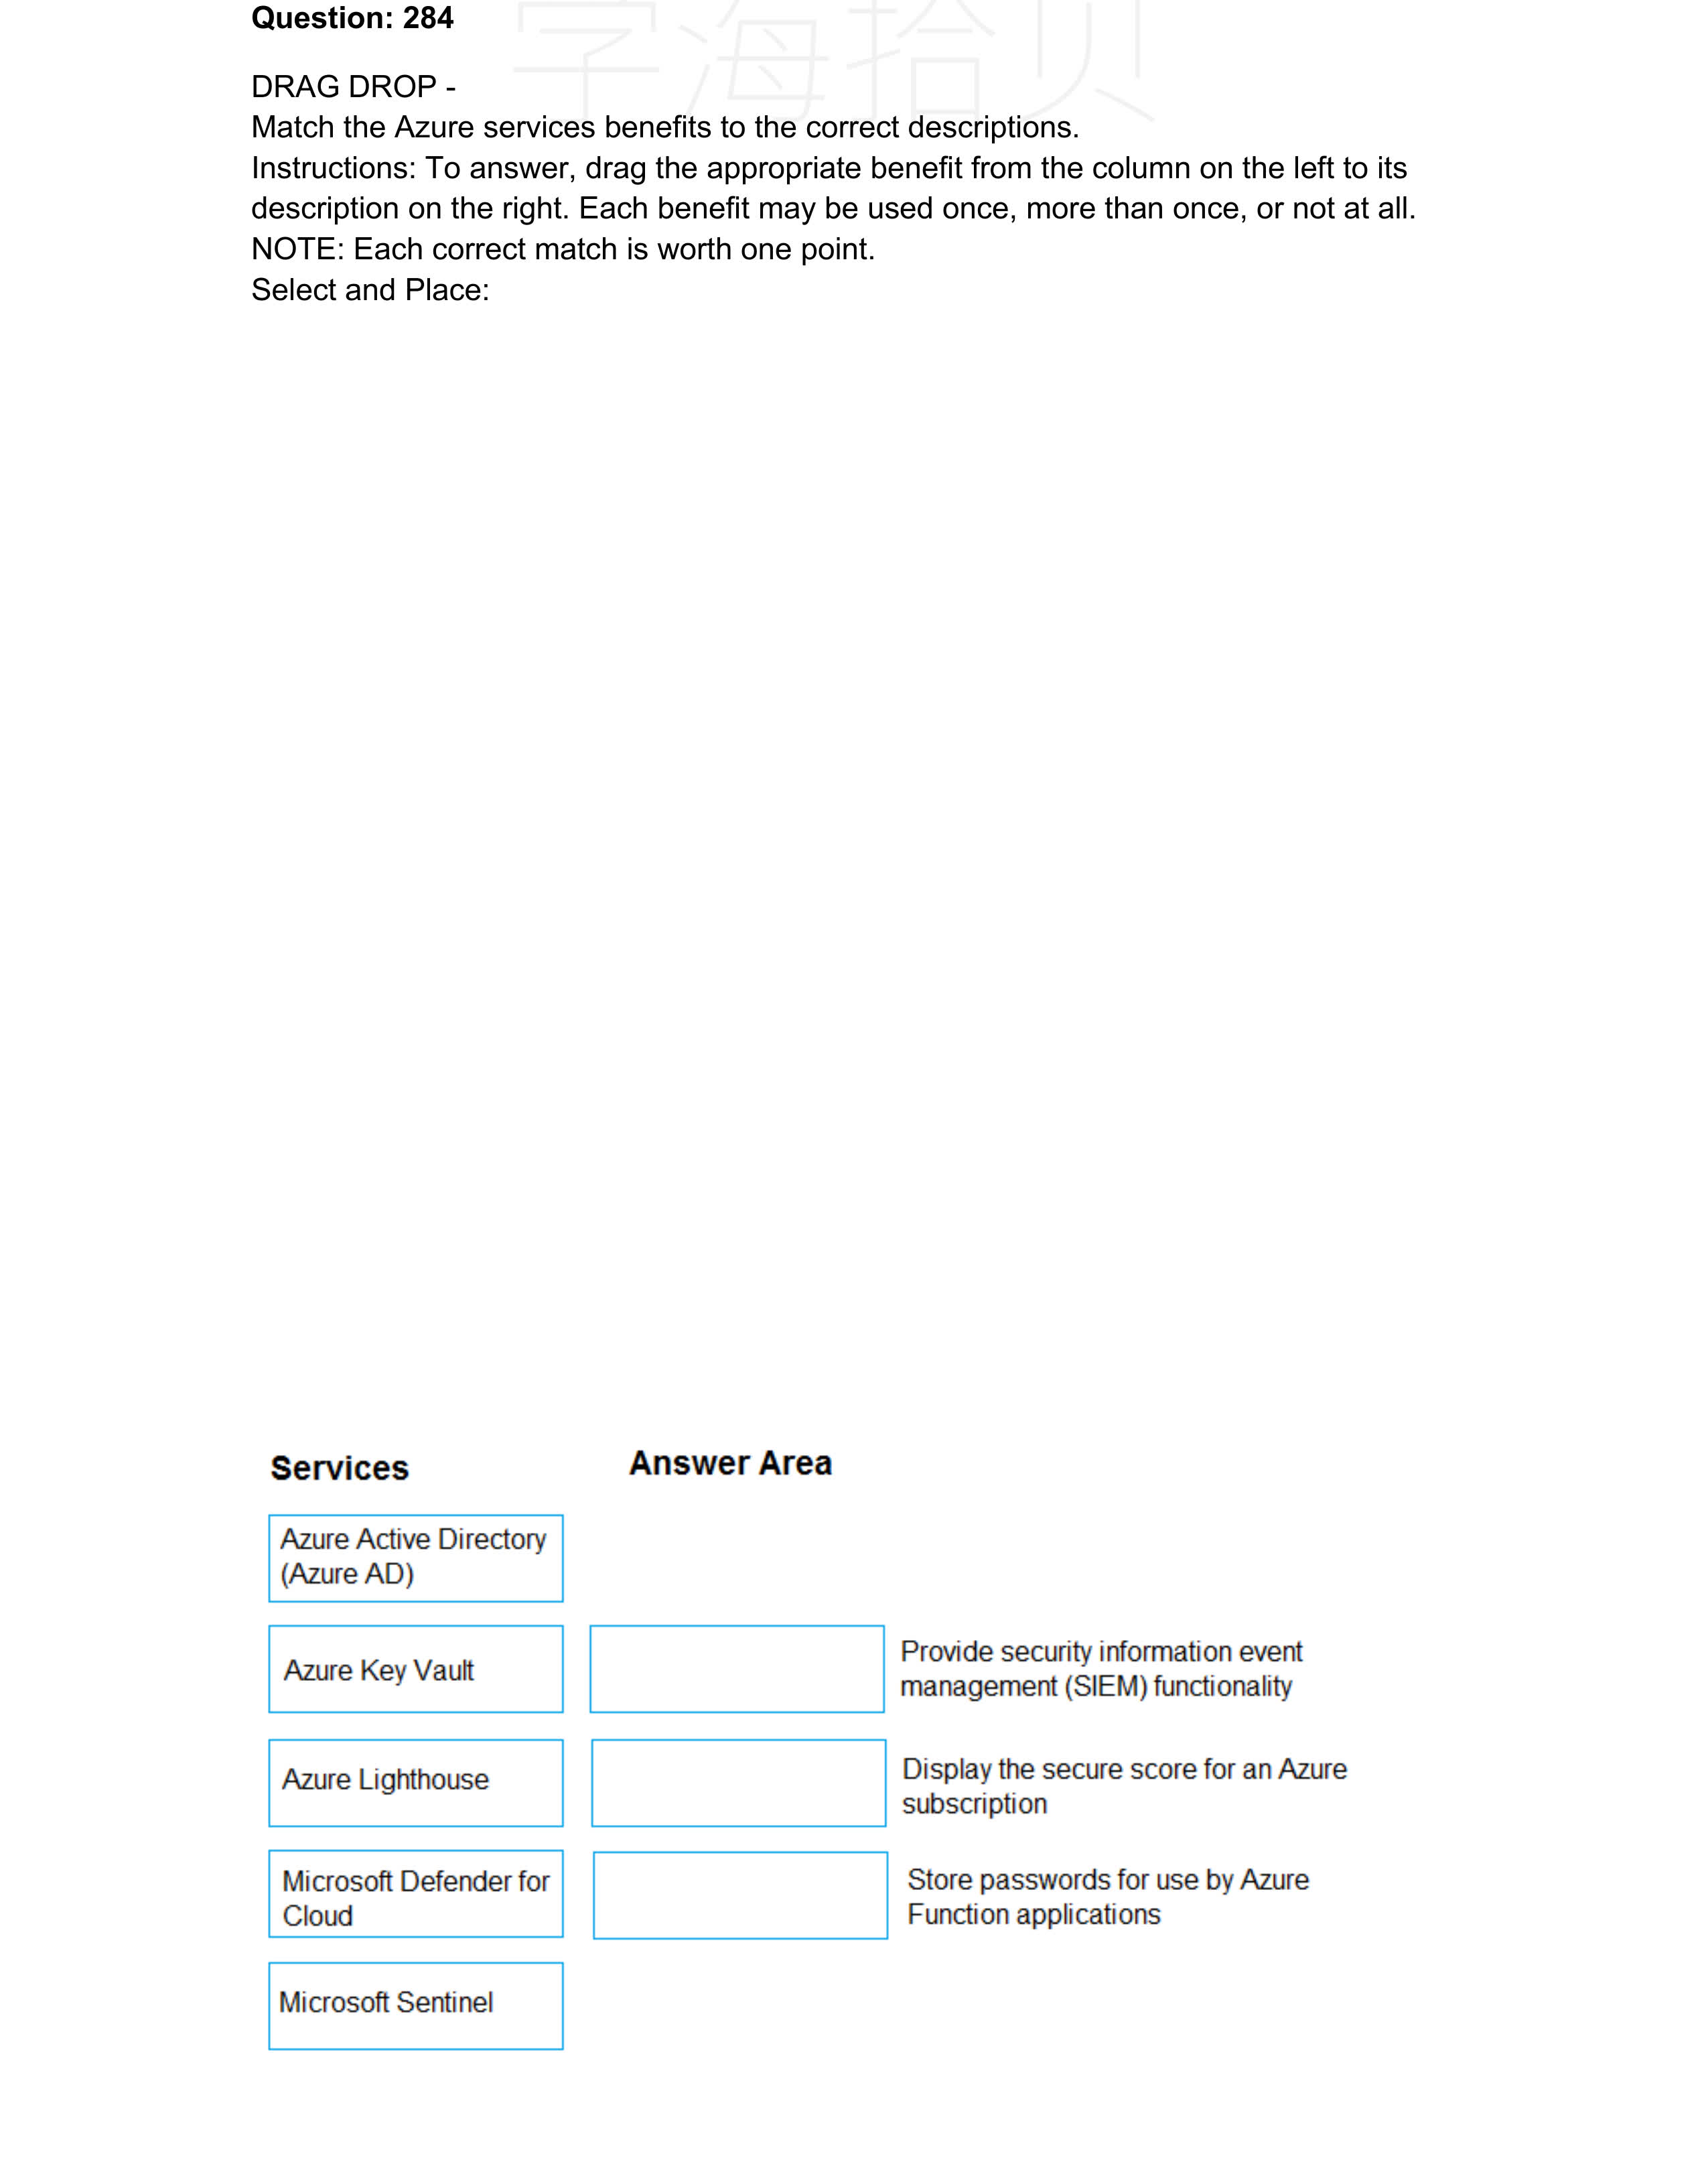 学海拾贝
Question: 284
DRAG DROP -
Match the Azure services benefits to the correct descriptions.
Instructions: To answer, drag the appropriate benefit from the column on the left to its
description on the right. Each benefit may be used once, more than once, or not at all.
NOTE: Each correct match is worth one point.
Select and Place:
Services
Answer Area
Azure Active Directory
(Azure AD)
Azure Key Vault
Provide security information event
management (SIEM) functionality
Azure Lighthouse
Display the secure score for an Azure
subscription
Microsoft Defender for
Cloud
Store passwords for use by Azure
Function applications
Microsoft Sentinel